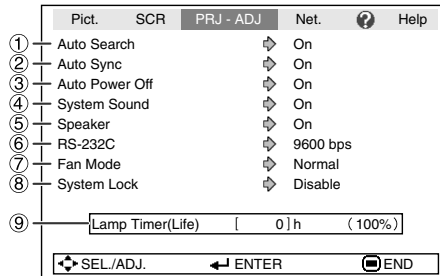 Pict. SCR PRJ - ADJ Net. ? Help
① Auto Search On
② Auto Sync On
③ Auto Power Off On
④ System Sound On
⑤ Speaker On
⑥ RS-232C 9600 bps
⑦ Fan Mode Normal
⑧ System Lock Disable
⑨ Lamp Timer(Life) [ 0 ] h ( 100% )
SEL./ADJ. ENTER END